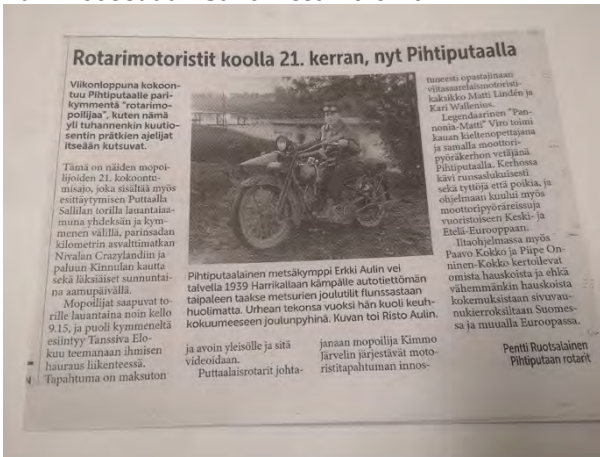 Rotarimotoristit koolla 21. kerran, nyt Pihtiputaalla
Viikonloppuna kokoon-
tuu Pihtiputaalle pari-
kymmentä "rotarimo-
poilijaa", kuten nämä
yli tuhannenkin kuutio-
sentin prätkien ajelijat
itseään kutsuvat.
Tämä on näiden mopoi-
lijoiden 21. kokoontu-
misajo, joka sisältää myös
esittäytymisen Puttaalla
Sallilan torilla lauantaiaa-
muna yhdeksän ja kym-
menen välillä, parinsadan
kilometrin asvalttimatkan
Nivalan Crazylandiin ja
paluun Kinnulan kautta
sekä läksiäiset sunnuntai-
na aamupäivällä.
Mopoilijat saapuvat to-
rille lauantaina noin kello
9.15, ja puoli kymmeneltä
esiintyy Tanssiva Elo-
kuu teemanaan ihmisen
hauraus liikenteessä.
Tapahtuma on maksuton
Pihtiputaalainen metsäkymppi Erkki Aulin vei
talvella 1939 Harrikallaan kämpälle autotiettömän
taipaleen taakse metsurien joulutilit flunssastaan
huolimatta. Urhean tekonsa vuoksi hän kuoli keuh-
kokuumeeseen joulunpyhinä. Kuvan toi Risto Aulin.
ja avoin yleisölle ja sitä
videoidaan.
Puttaalaisrotarit johta-
janaan mopoilija Kimmo
Järvelin järjestävät moto-
ristitapahtuman innos-
tuneesti opastajinaan
viitasaarelaismotoristi-
kaksikko Matti Lindén ja
Kari Wallenius.
Legendaarinen "Pan-
nonia-Matti" Viro toimi
kauan kieltenopettajana
ja samalla moottori-
pyöräkerhon vetäjänä
Pihtiputaalla. Kerhossa
kävi runsaslukuisesti
sekä tyttöjä että poikia, ja
ohjelmaan kuului myös
moottoripyöräreissuja
vuoristoiseen Keski- ja
Etelä-Eurooppaan.
Iltaohjelmassa myös
Paavo Kokko ja Piipe On-
ninen-Kokko kertoilevat
omista hauskoista ja ehkä
vähemmänkin hauskoista
kokemuksistaan sivuvau-
nukierroksiltaan Suomes-
sa ja muualla Euroopassa.
Pentti Ruotsalainen
Pihtiputaan rotarit